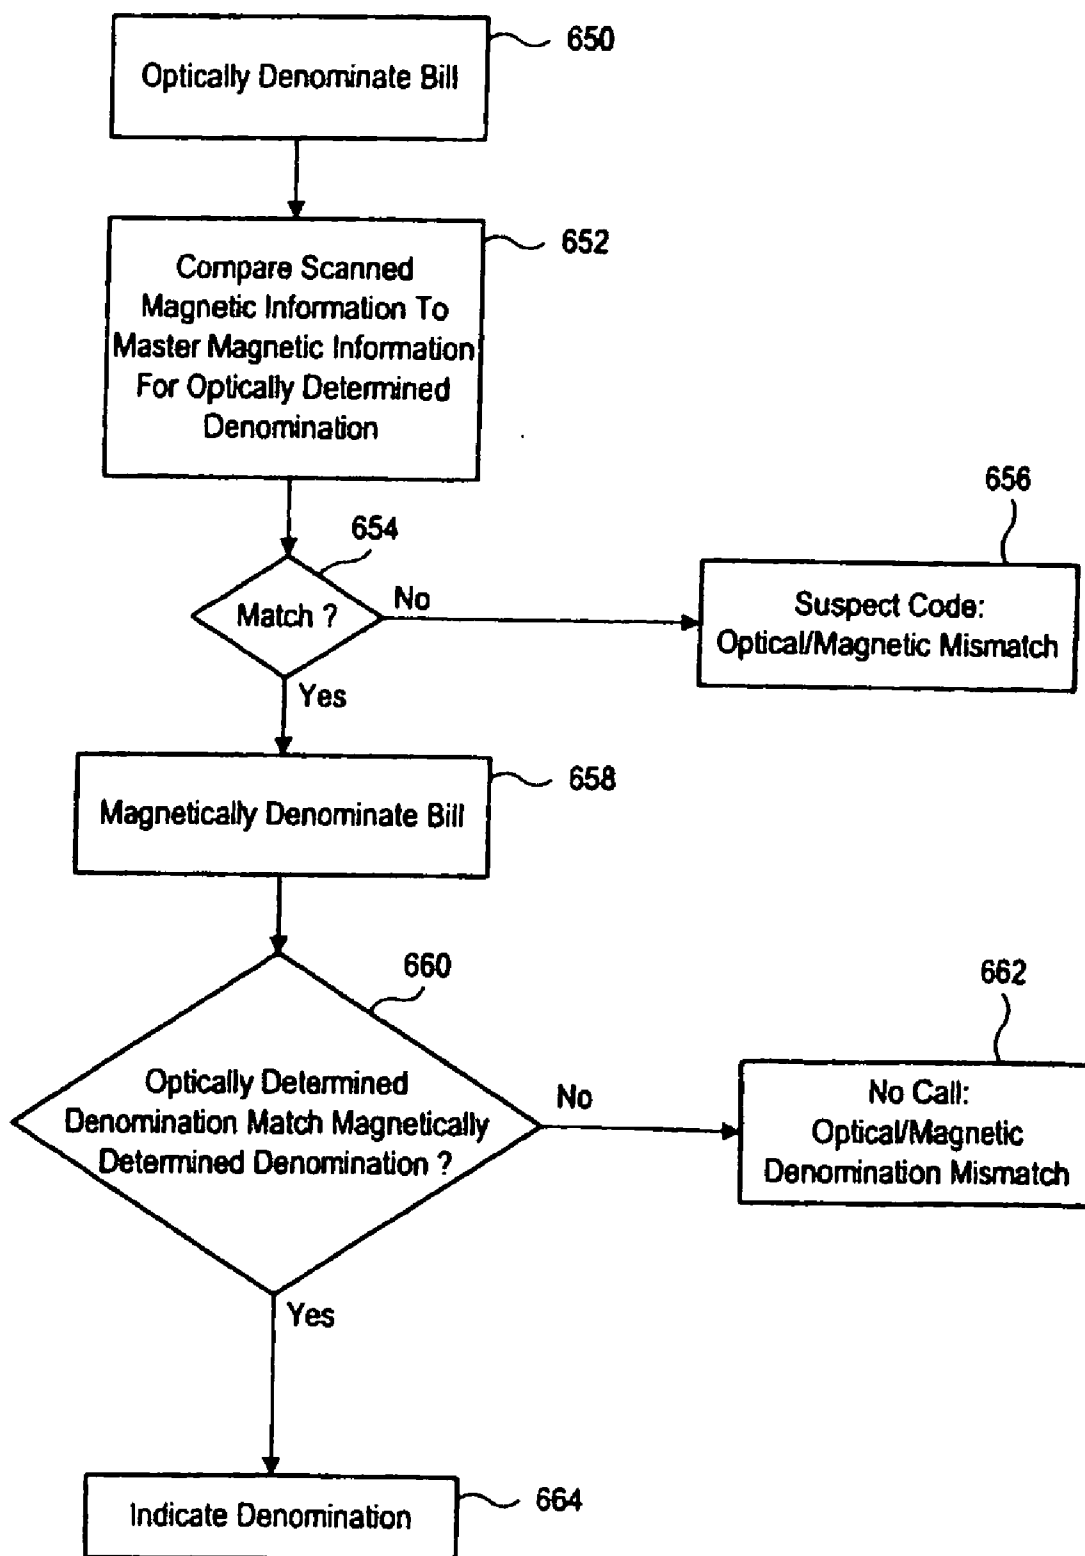 650
Optically Denominate Bill
652
Compare Scanned
Magnetic Information To
Master Magnetic Information
For Optically Determined
Denomination
654
Match ?
No
656
Suspect Code:
Optical/Magnetic Mismatch
Yes
658
Magnetically Denominate Bill
660
Optically Determined
Denomination Match Magnetically
Determined Denomination ?
No
662
No Call:
Optical/Magnetic
Denomination Mismatch
Yes
664
Indicate Denomination